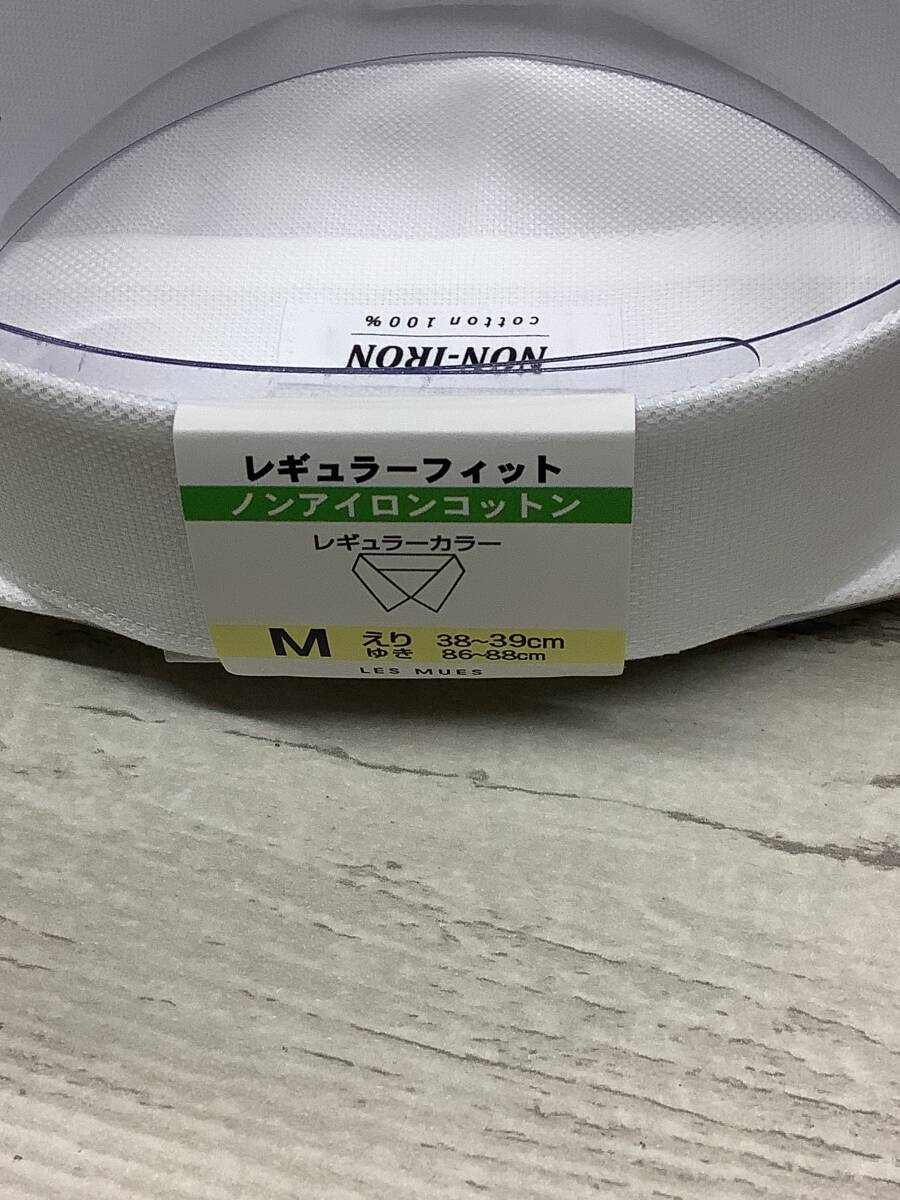 NON-IRON
cotton 100%
レギュラーフィット
ノンアイロンコットン
レギュラーカラー
M えり 38~39cm
ゆき 86~88cm
LES MUES